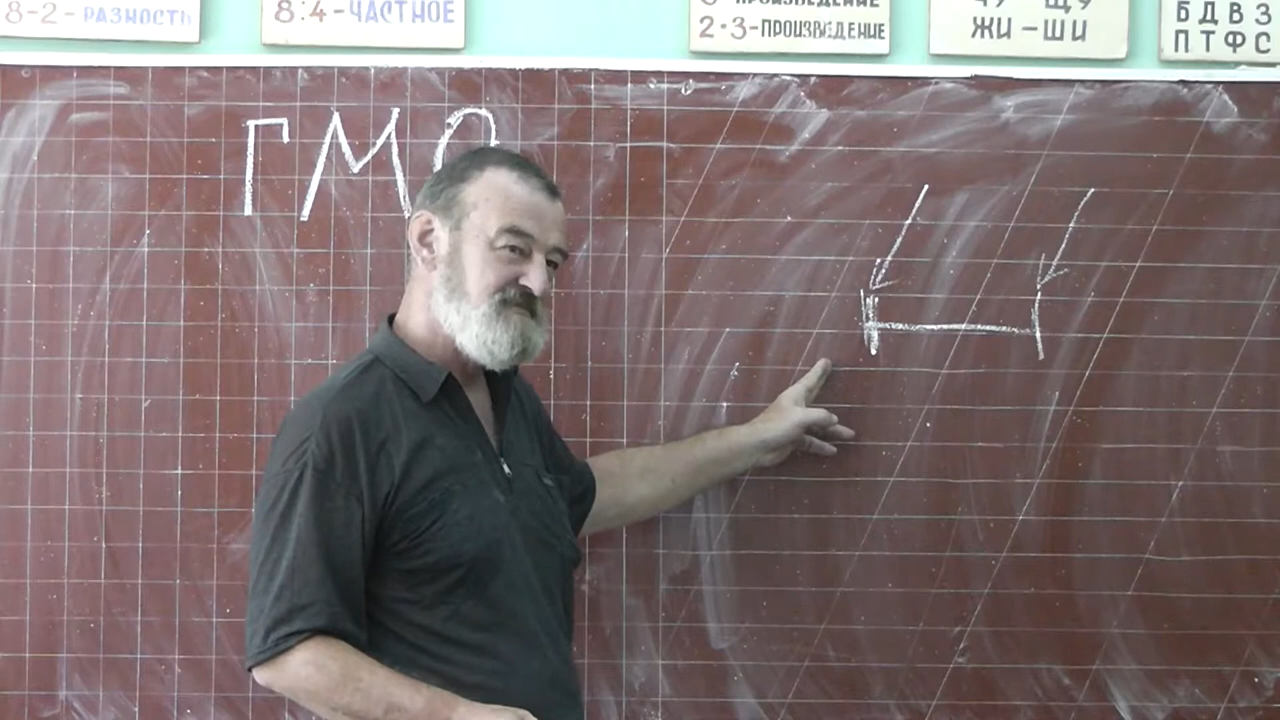 8-2-РАЗНОСТЬ
8:4-ЧАСТНОЕ
ПРОИЗВЕДЕНИЕ
2·3-ПРОИЗВЕДЕНИЕ
ЧУ-ЩУ
ЖИ-ШИ
Б Д В З
П Т Ф С
ГМО